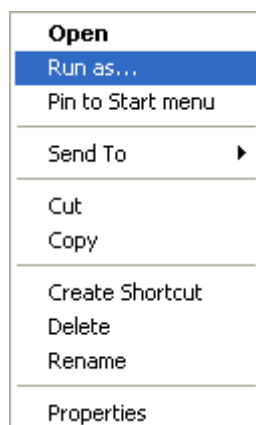 Open
Run as...
Pin to Start menu
Send To
Cut
Copy
Create Shortcut
Delete
Rename
Properties